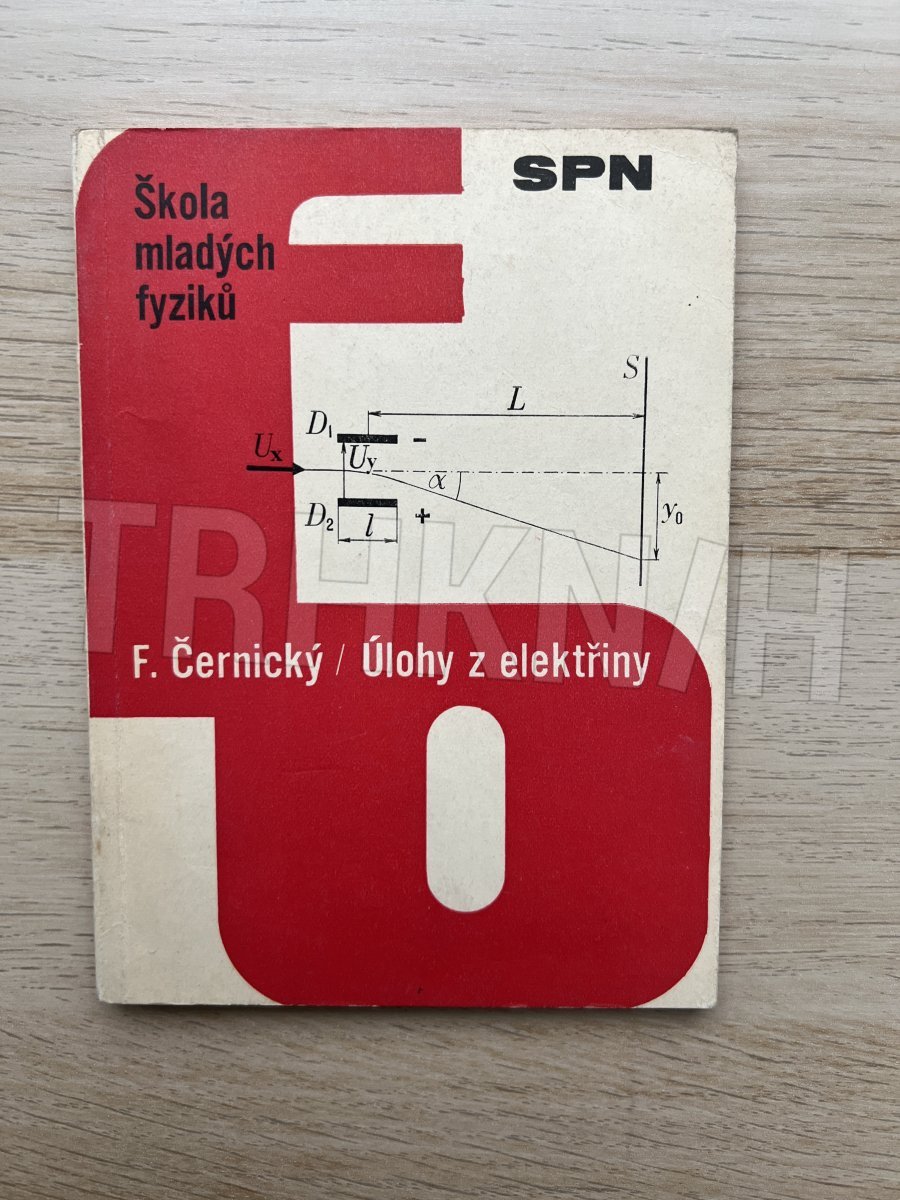 SPN
Škola
mladých
fyziků
S
L
D₁
−
Uₓ
Uy
α
D₂
+
l
y₀
TRHKNIH
F. Černický / Úlohy z elektřiny